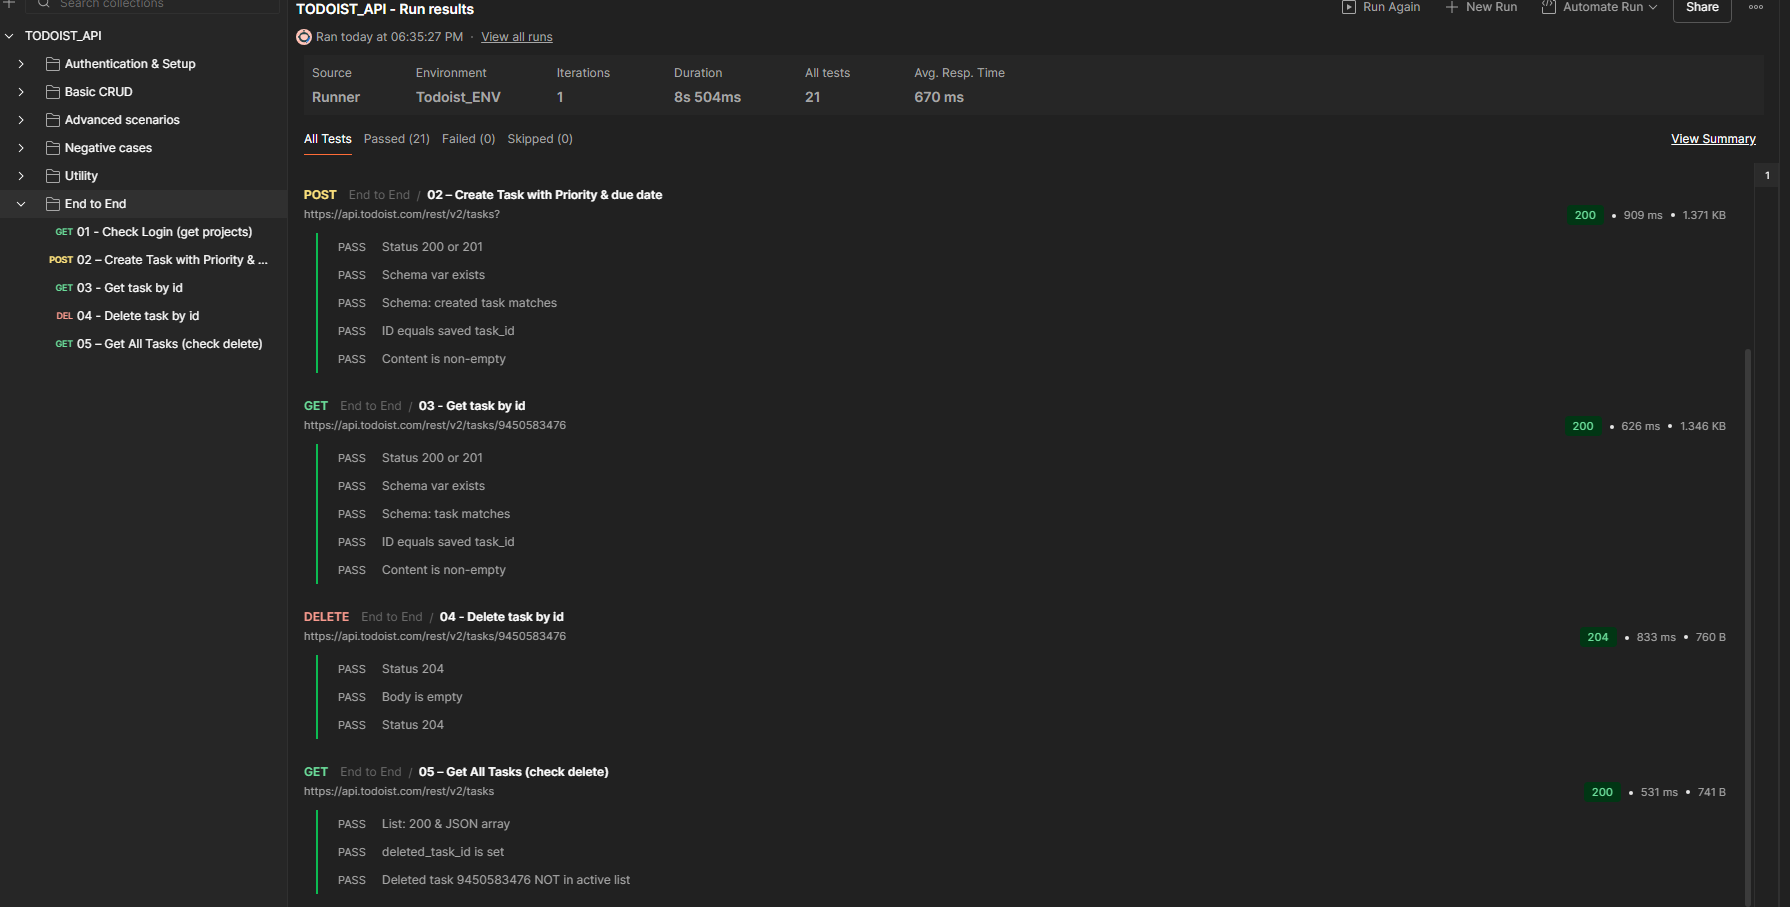 Search collections
TODOIST_API
Authentication & Setup
Basic CRUD
Advanced scenarios
Negative cases
Utility
End to End
GET 01 - Check Login (get projects)
POST 02 – Create Task with Priority & ...
GET 03 - Get task by id
DEL 04 - Delete task by id
GET 05 – Get All Tasks (check delete)
TODOIST_API - Run results
Run Again
New Run
Automate Run
Share
Ran today at 06:35:27 PM · View all runs
Source Environment Iterations Duration All tests Avg. Resp. Time
Runner Todoist_ENV 1 8s 504ms 21 670 ms
All Tests Passed (21) Failed (0) Skipped (0) View Summary
1
POST End to End / 02 – Create Task with Priority & due date
https://api.todoist.com/rest/v2/tasks?
200 • 909 ms • 1.371 KB
PASS Status 200 or 201
PASS Schema var exists
PASS Schema: created task matches
PASS ID equals saved task_id
PASS Content is non-empty
GET End to End / 03 - Get task by id
https://api.todoist.com/rest/v2/tasks/9450583476
200 • 626 ms • 1.346 KB
PASS Status 200 or 201
PASS Schema var exists
PASS Schema: task matches
PASS ID equals saved task_id
PASS Content is non-empty
DELETE End to End / 04 - Delete task by id
https://api.todoist.com/rest/v2/tasks/9450583476
204 • 833 ms • 760 B
PASS Status 204
PASS Body is empty
PASS Status 204
GET End to End / 05 – Get All Tasks (check delete)
https://api.todoist.com/rest/v2/tasks
200 • 531 ms • 741 B
PASS List: 200 & JSON array
PASS deleted_task_id is set
PASS Deleted task 9450583476 NOT in active list